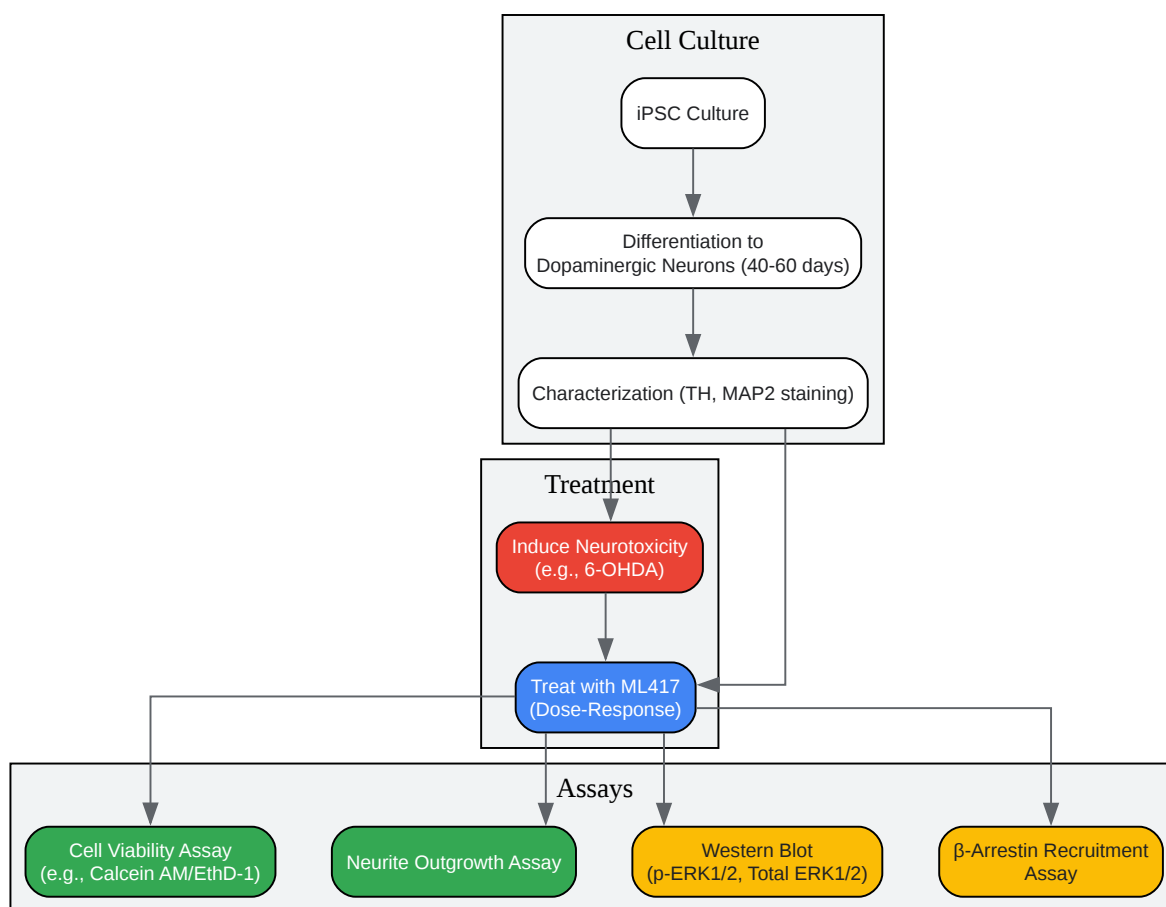 Cell Culture
iPSC Culture
Differentiation to
Dopaminergic Neurons (40-60 days)
Characterization (TH, MAP2 staining)
Treatment
Induce Neurotoxicity
(e.g., 6-OHDA)
Treat with ML417
(Dose-Response)
Assays
Cell Viability Assay
(e.g., Calcein AM/EthD-1)
Neurite Outgrowth Assay
Western Blot
(p-ERK1/2, Total ERK1/2)
β-Arrestin Recruitment
Assay